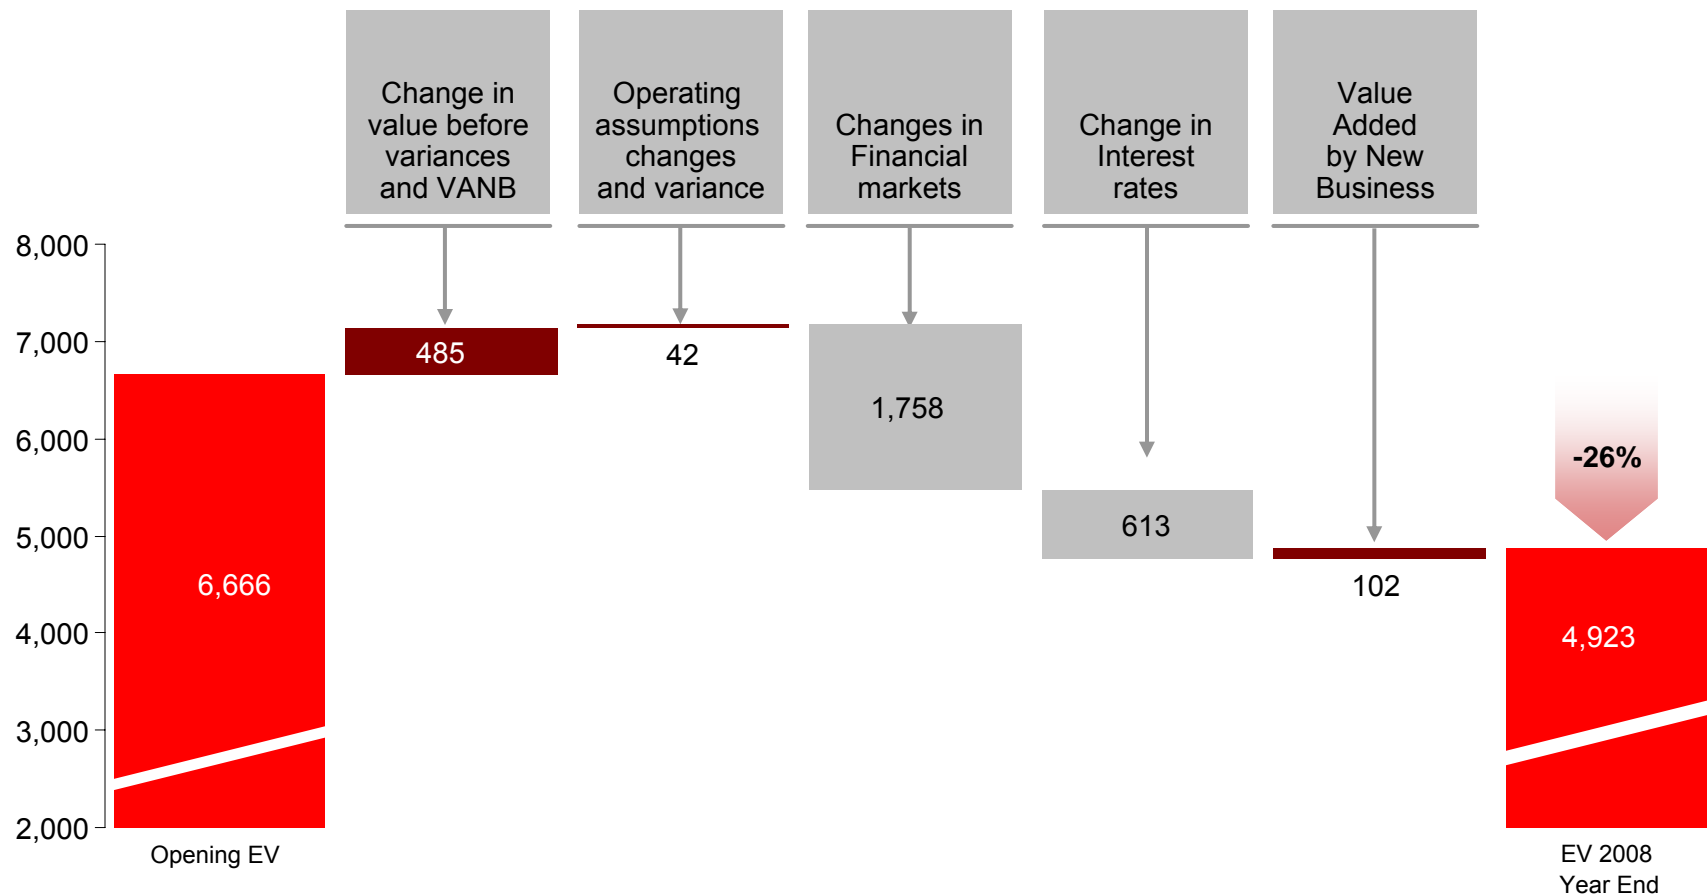 Change in
value before
variances
and VANB
Operating
assumptions
changes
and variance
Changes in
Financial
markets
Change in
Interest
rates
Value
Added
by New
Business
8,000
7,000
6,000
5,000
4,000
3,000
2,000
485
42
1,758
613
102
-26%
6,666
4,923
Opening EV
EV 2008
Year End